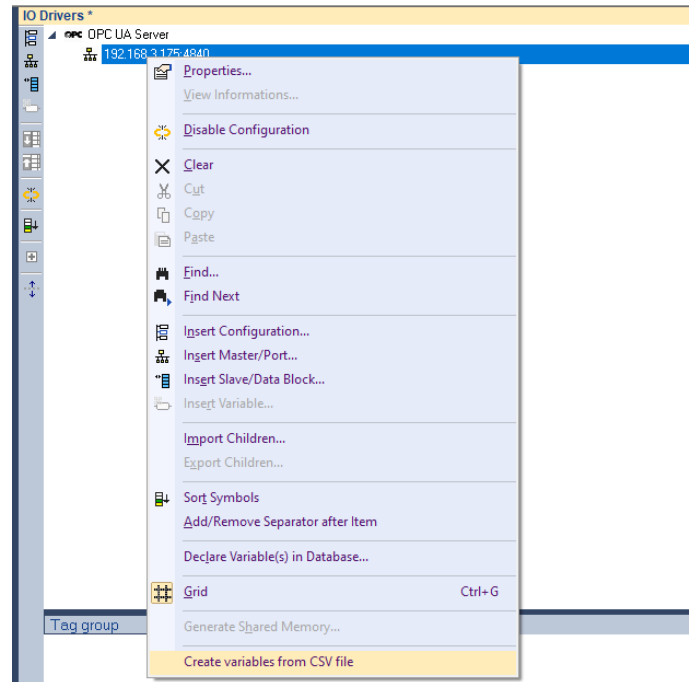 IO Drivers *
OPC OPC UA Server
192.168.3.175:4840
Properties...
View Informations...
Disable Configuration
Clear
Cut
Copy
Paste
Find...
Find Next
Insert Configuration...
Insert Master/Port...
Insert Slave/Data Block...
Insert Variable...
Import Children...
Export Children...
Sort Symbols
Add/Remove Separator after Item
Declare Variable(s) in Database...
Grid Ctrl+G
Tag group
Generate Shared Memory...
Create variables from CSV file